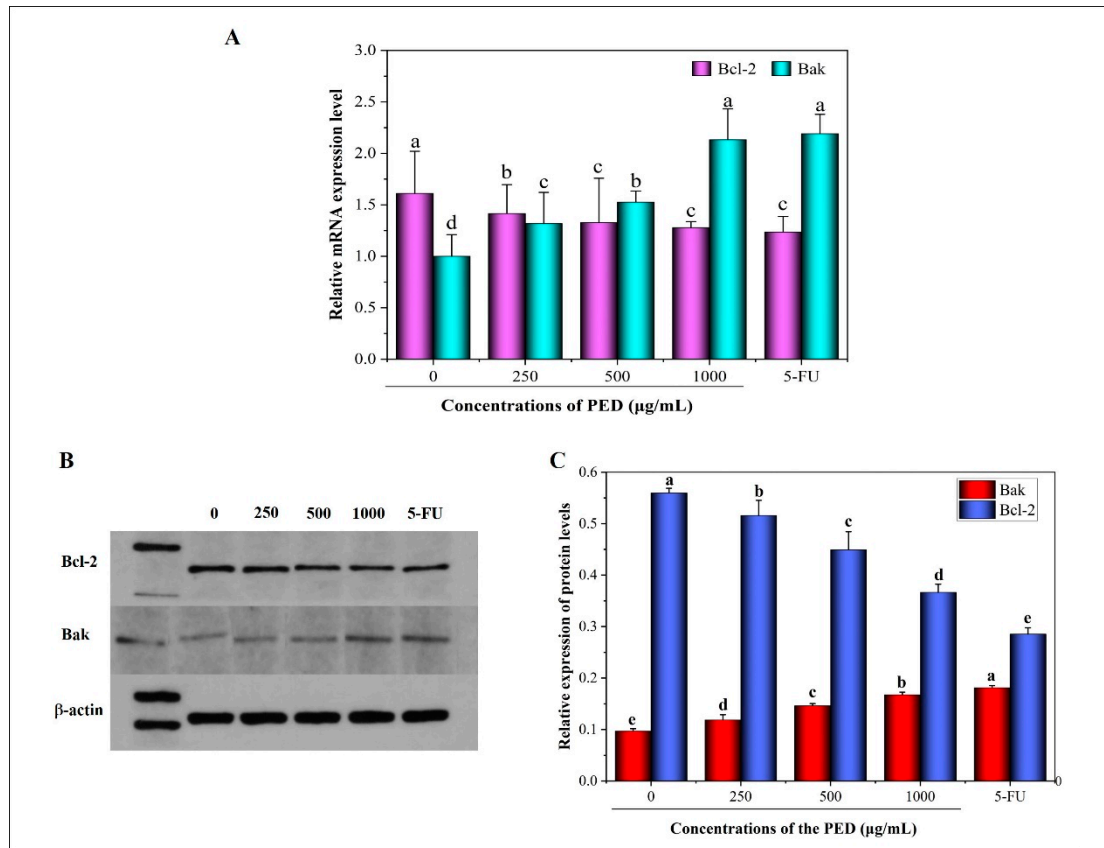 A
Relative mRNA expression level
3.0
2.5
2.0
1.5
1.0
0.5
0.0
Bcl-2 Bak
a d b c c b c a c a
0 250 500 1000 5-FU
Concentrations of PED (µg/mL)
B
0 250 500 1000 5-FU
Bcl-2
Bak
β-actin
C
Relative expression of protein levels
0.6
0.5
0.4
0.3
0.2
0.1
0.0
Bak
Bcl-2
e a d b c c b d a e
0
0 250 500 1000 5-FU
Concentrations of the PED (µg/mL)